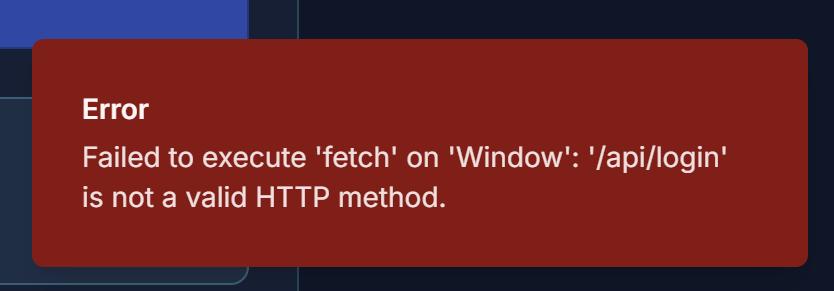 Error
Failed to execute 'fetch' on 'Window': '/api/login'
is not a valid HTTP method.